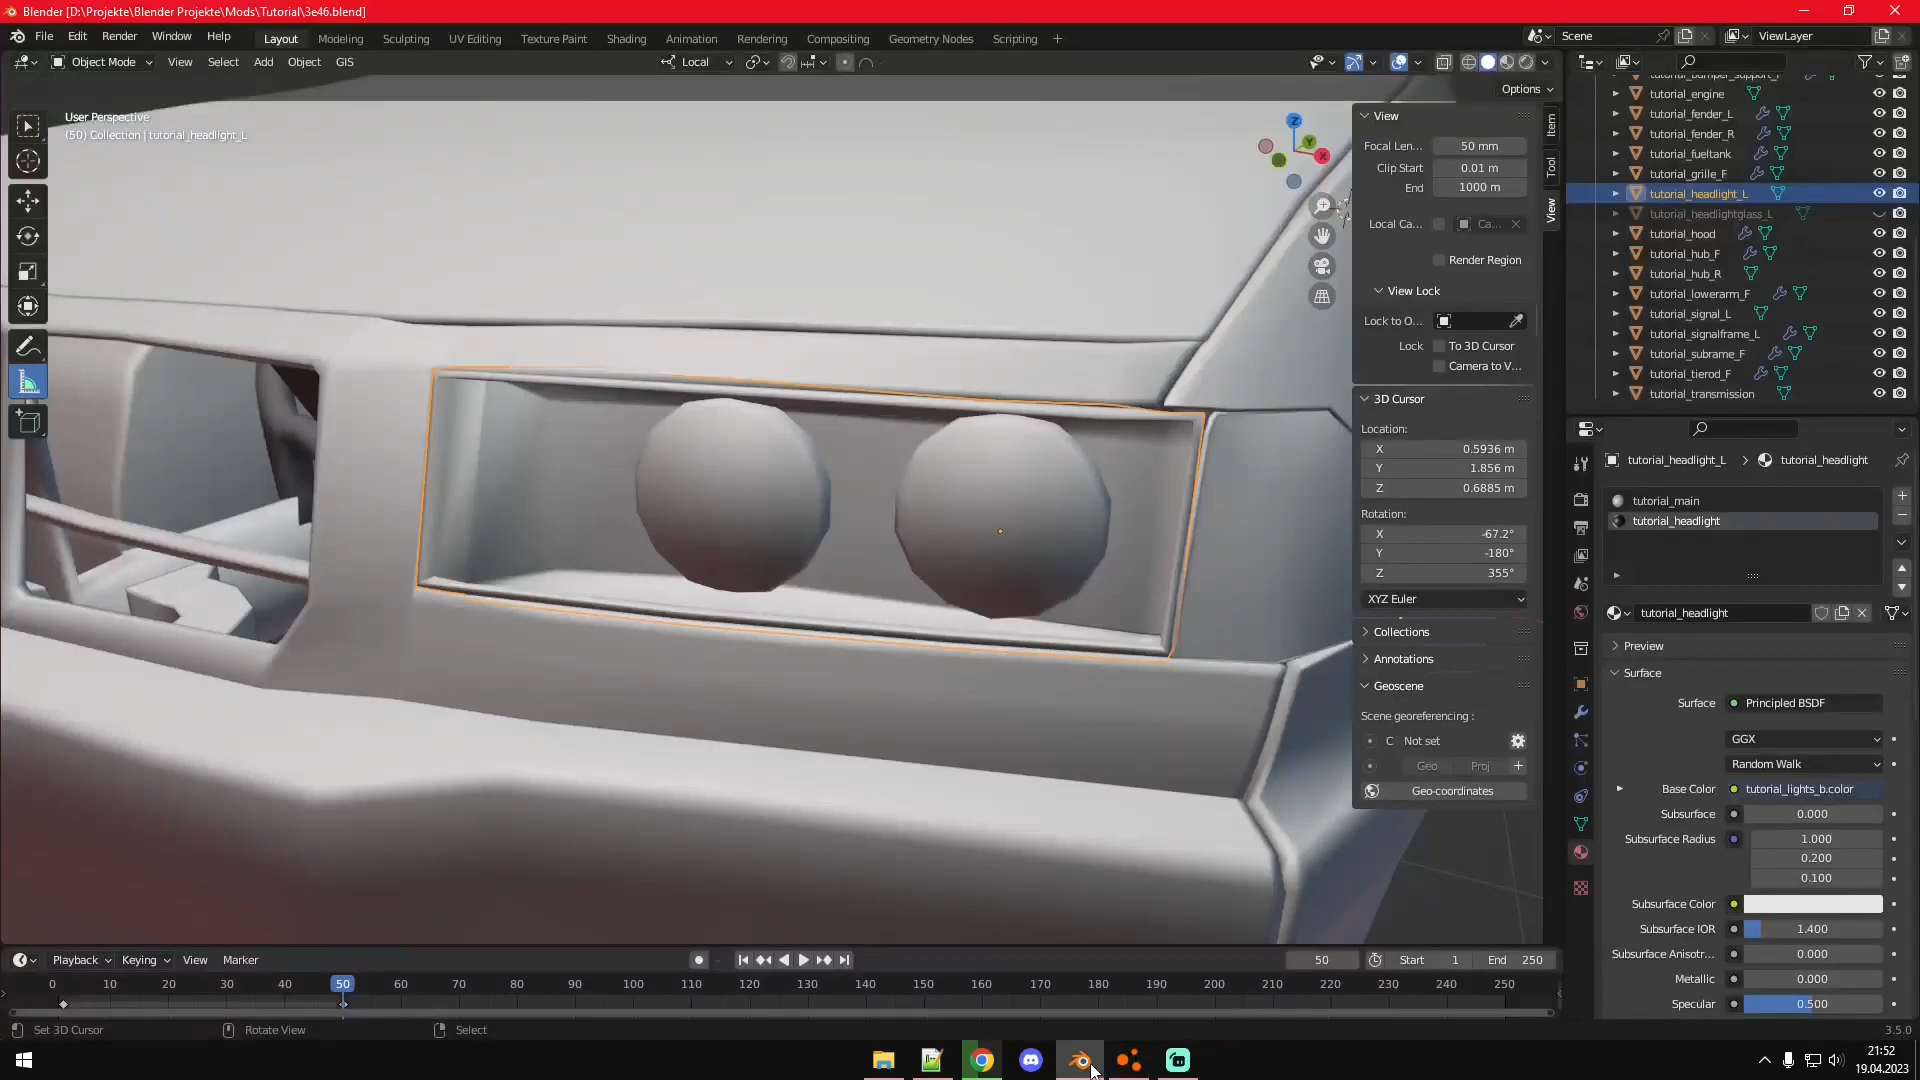 Blender [D:\Projekte\Blender Projekte\Mods\Tutorial\3e46.blend]
File Edit Render Window Help Layout Modeling Sculpting UV Editing Texture Paint Shading Animation Rendering Compositing Geometry Nodes Scripting + Scene ViewLayer
Object Mode View Select Add Object GIS Local
Options
User Perspective
(50) Collection | tutorial_headlight_L
View
Focal Len... 50 mm
Clip Start 0.01 m
End 1000 m
Local Ca... Ca...
Render Region
View Lock
Lock to O...
Lock To 3D Cursor
Camera to V...
3D Cursor
Location:
X 0.5936 m
Y 1.856 m
Z 0.6885 m
Rotation:
X -67.2°
Y -180°
Z 355°
XYZ Euler
Collections
Annotations
Geoscene
Scene georeferencing :
C Not set
Geo Proj
Geo-coordinates
Item
Tool
View
Z
Y
X
tutorial_bumper_support_F
tutorial_engine
tutorial_fender_L
tutorial_fender_R
tutorial_fueltank
tutorial_grille_F
tutorial_headlight_L
tutorial_headlightglass_L
tutorial_hood
tutorial_hub_F
tutorial_hub_R
tutorial_lowerarm_F
tutorial_signal_L
tutorial_signalframe_L
tutorial_subrame_F
tutorial_tierod_F
tutorial_transmission
tutorial_headlight_L > tutorial_headlight
tutorial_main
tutorial_headlight
tutorial_headlight
Preview
Surface
Surface Principled BSDF
GGX
Random Walk
Base Color tutorial_lights_b.color
Subsurface 0.000
Subsurface Radius 1.000
0.200
0.100
Subsurface Color
Subsurface IOR 1.400
Subsurface Anisotr... 0.000
Metallic 0.000
Specular 0.500
Playback Keying View Marker 50 Start 1 End 250
0 10 20 30 40 50 60 70 80 90 100 110 120 130 140 150 160 170 180 190 200 210 220 230 240 250
Set 3D Cursor Rotate View Select 3.5.0
21:52
19.04.2023